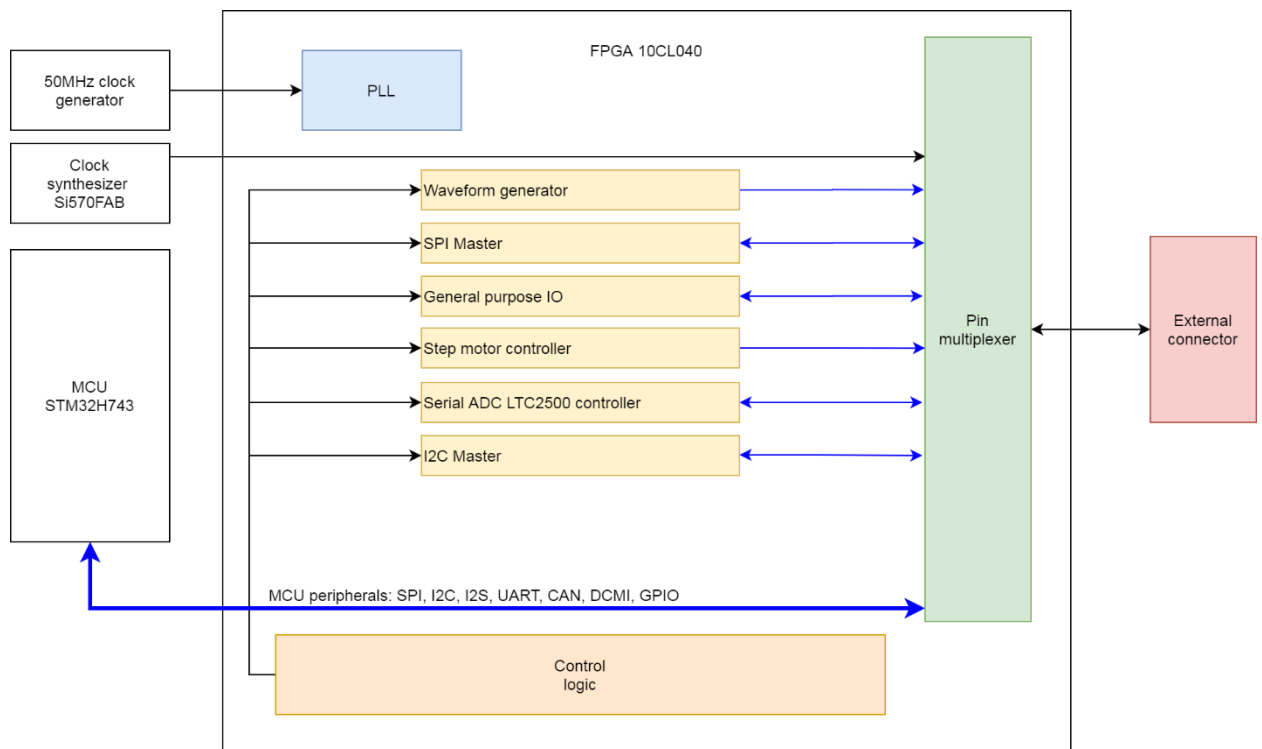 FPGA 10CL040
50MHz clock
generator
PLL
Clock
synthesizer
Si570FAB
Waveform generator
SPI Master
General purpose IO
Step motor controller
Serial ADC LTC2500 controller
I2C Master
MCU
STM32H743
Pin
multiplexer
External
connector
MCU peripherals: SPI, I2C, I2S, UART, CAN, DCMI, GPIO
Control
logic